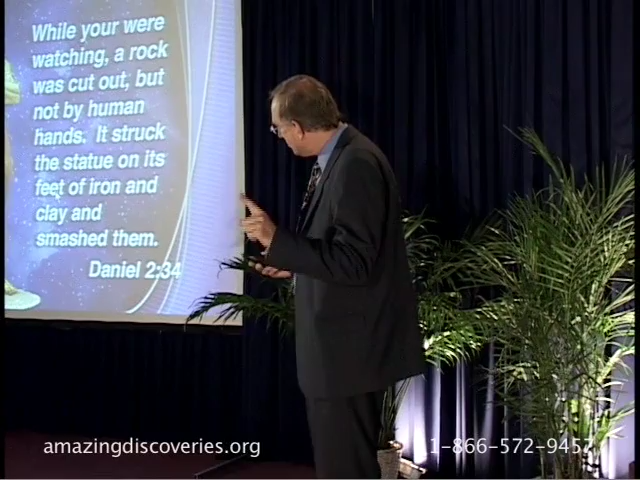 While your were
watching, a rock
was cut out, but
not by human
hands. It struck
the statue on its
feet of iron and
clay and
smashed them.
Daniel 2:34
amazingdiscoveries.org
1-866-572-9457